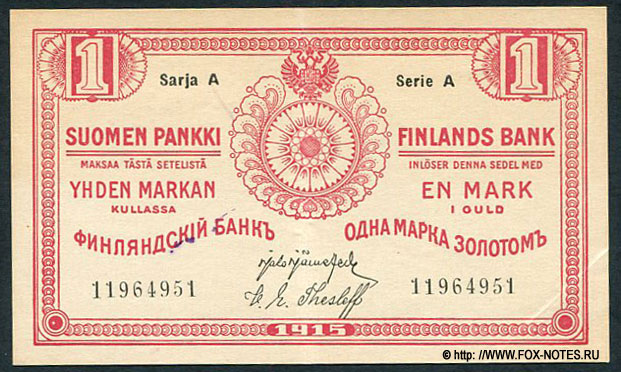 1 1
Sarja A Serie A
SUOMEN PANKKI FINLANDS BANK
MAKSAA TÄSTÄ SETELISTÄ INLÖSER DENNA SEDEL MED
YHDEN MARKAN EN MARK
KULLASSA I GULD
ФИНЛЯНДСКІЙ БАНКЪ ОДНА МАРКА ЗОЛОТОМЪ
11964951 11964951
Thesleff
1915
© http://WWW.FOX-NOTES.RU